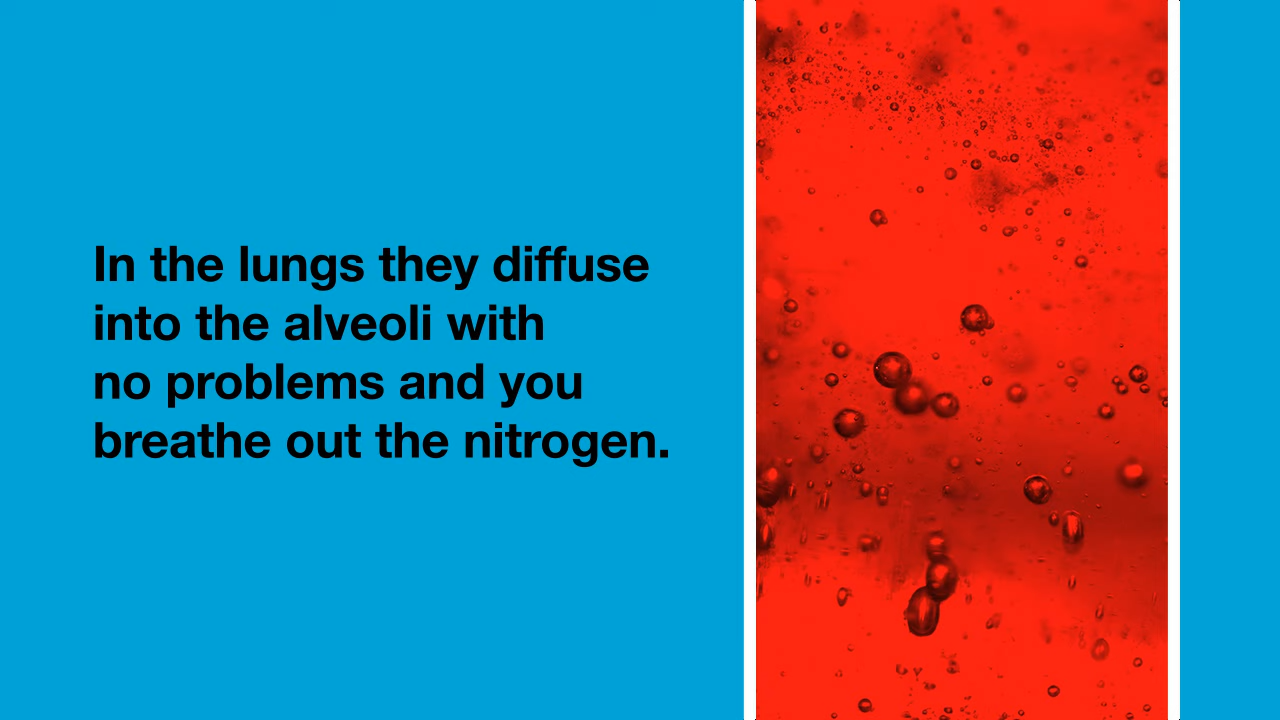 In the lungs they diffuse
into the alveoli with
no problems and you
breathe out the nitrogen.